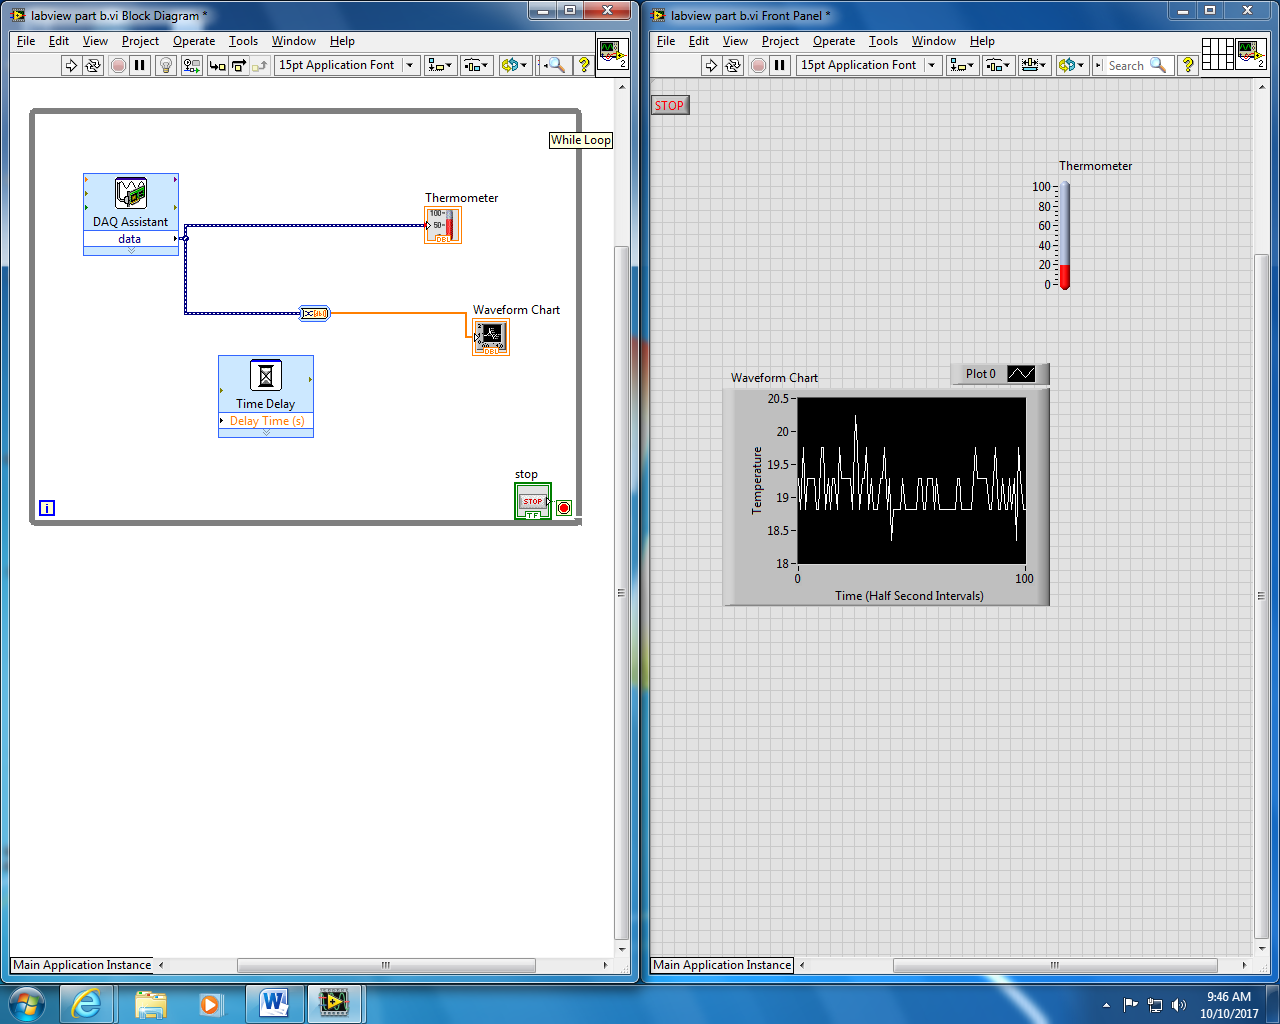 labview part b.vi Block Diagram *
File Edit View Project Operate Tools Window Help
15pt Application Font
2
While Loop
DAQ Assistant
data
Thermometer
100
50
DBL
Waveform Chart
DBL
Time Delay
Delay Time (s)
stop
STOP
TF
i
Main Application Instance
labview part b.vi Front Panel *
File Edit View Project Operate Tools Window Help
15pt Application Font
Search
2
STOP
Thermometer
100
80
60
40
20
0
Waveform Chart
Plot 0
20.5
20
19.5
19
18.5
18
Temperature
0 100
Time (Half Second Intervals)
Main Application Instance
9:46 AM
10/10/2017